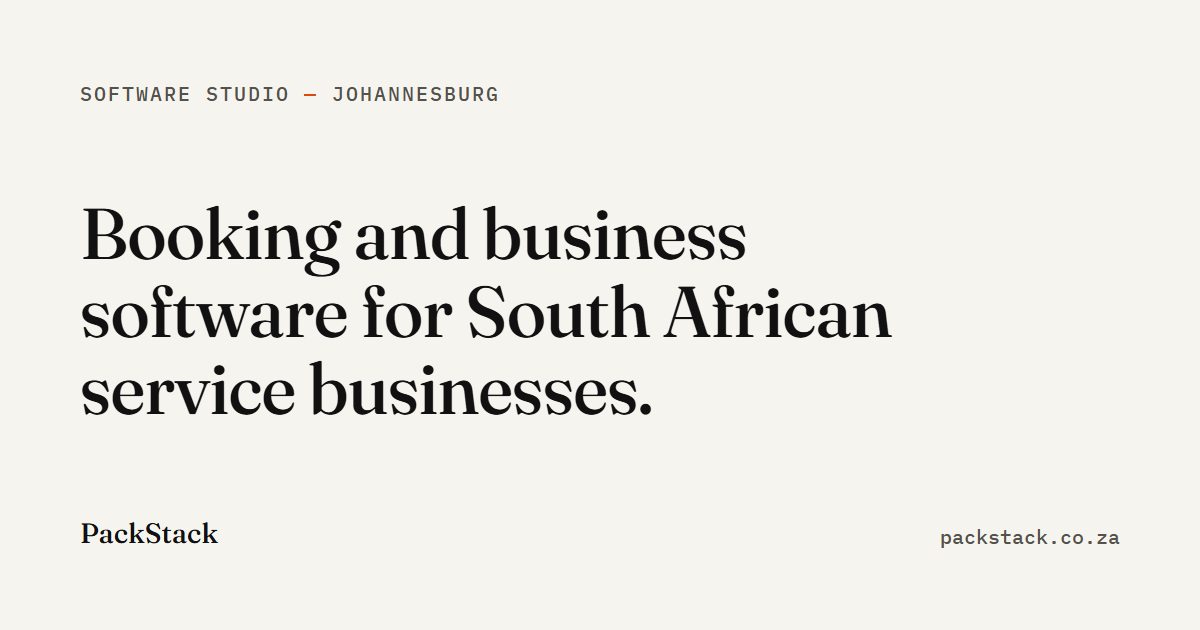 SOFTWARE STUDIO — JOHANNESBURG
Booking and business
software for South African
service businesses.
PackStack
packstack.co.za